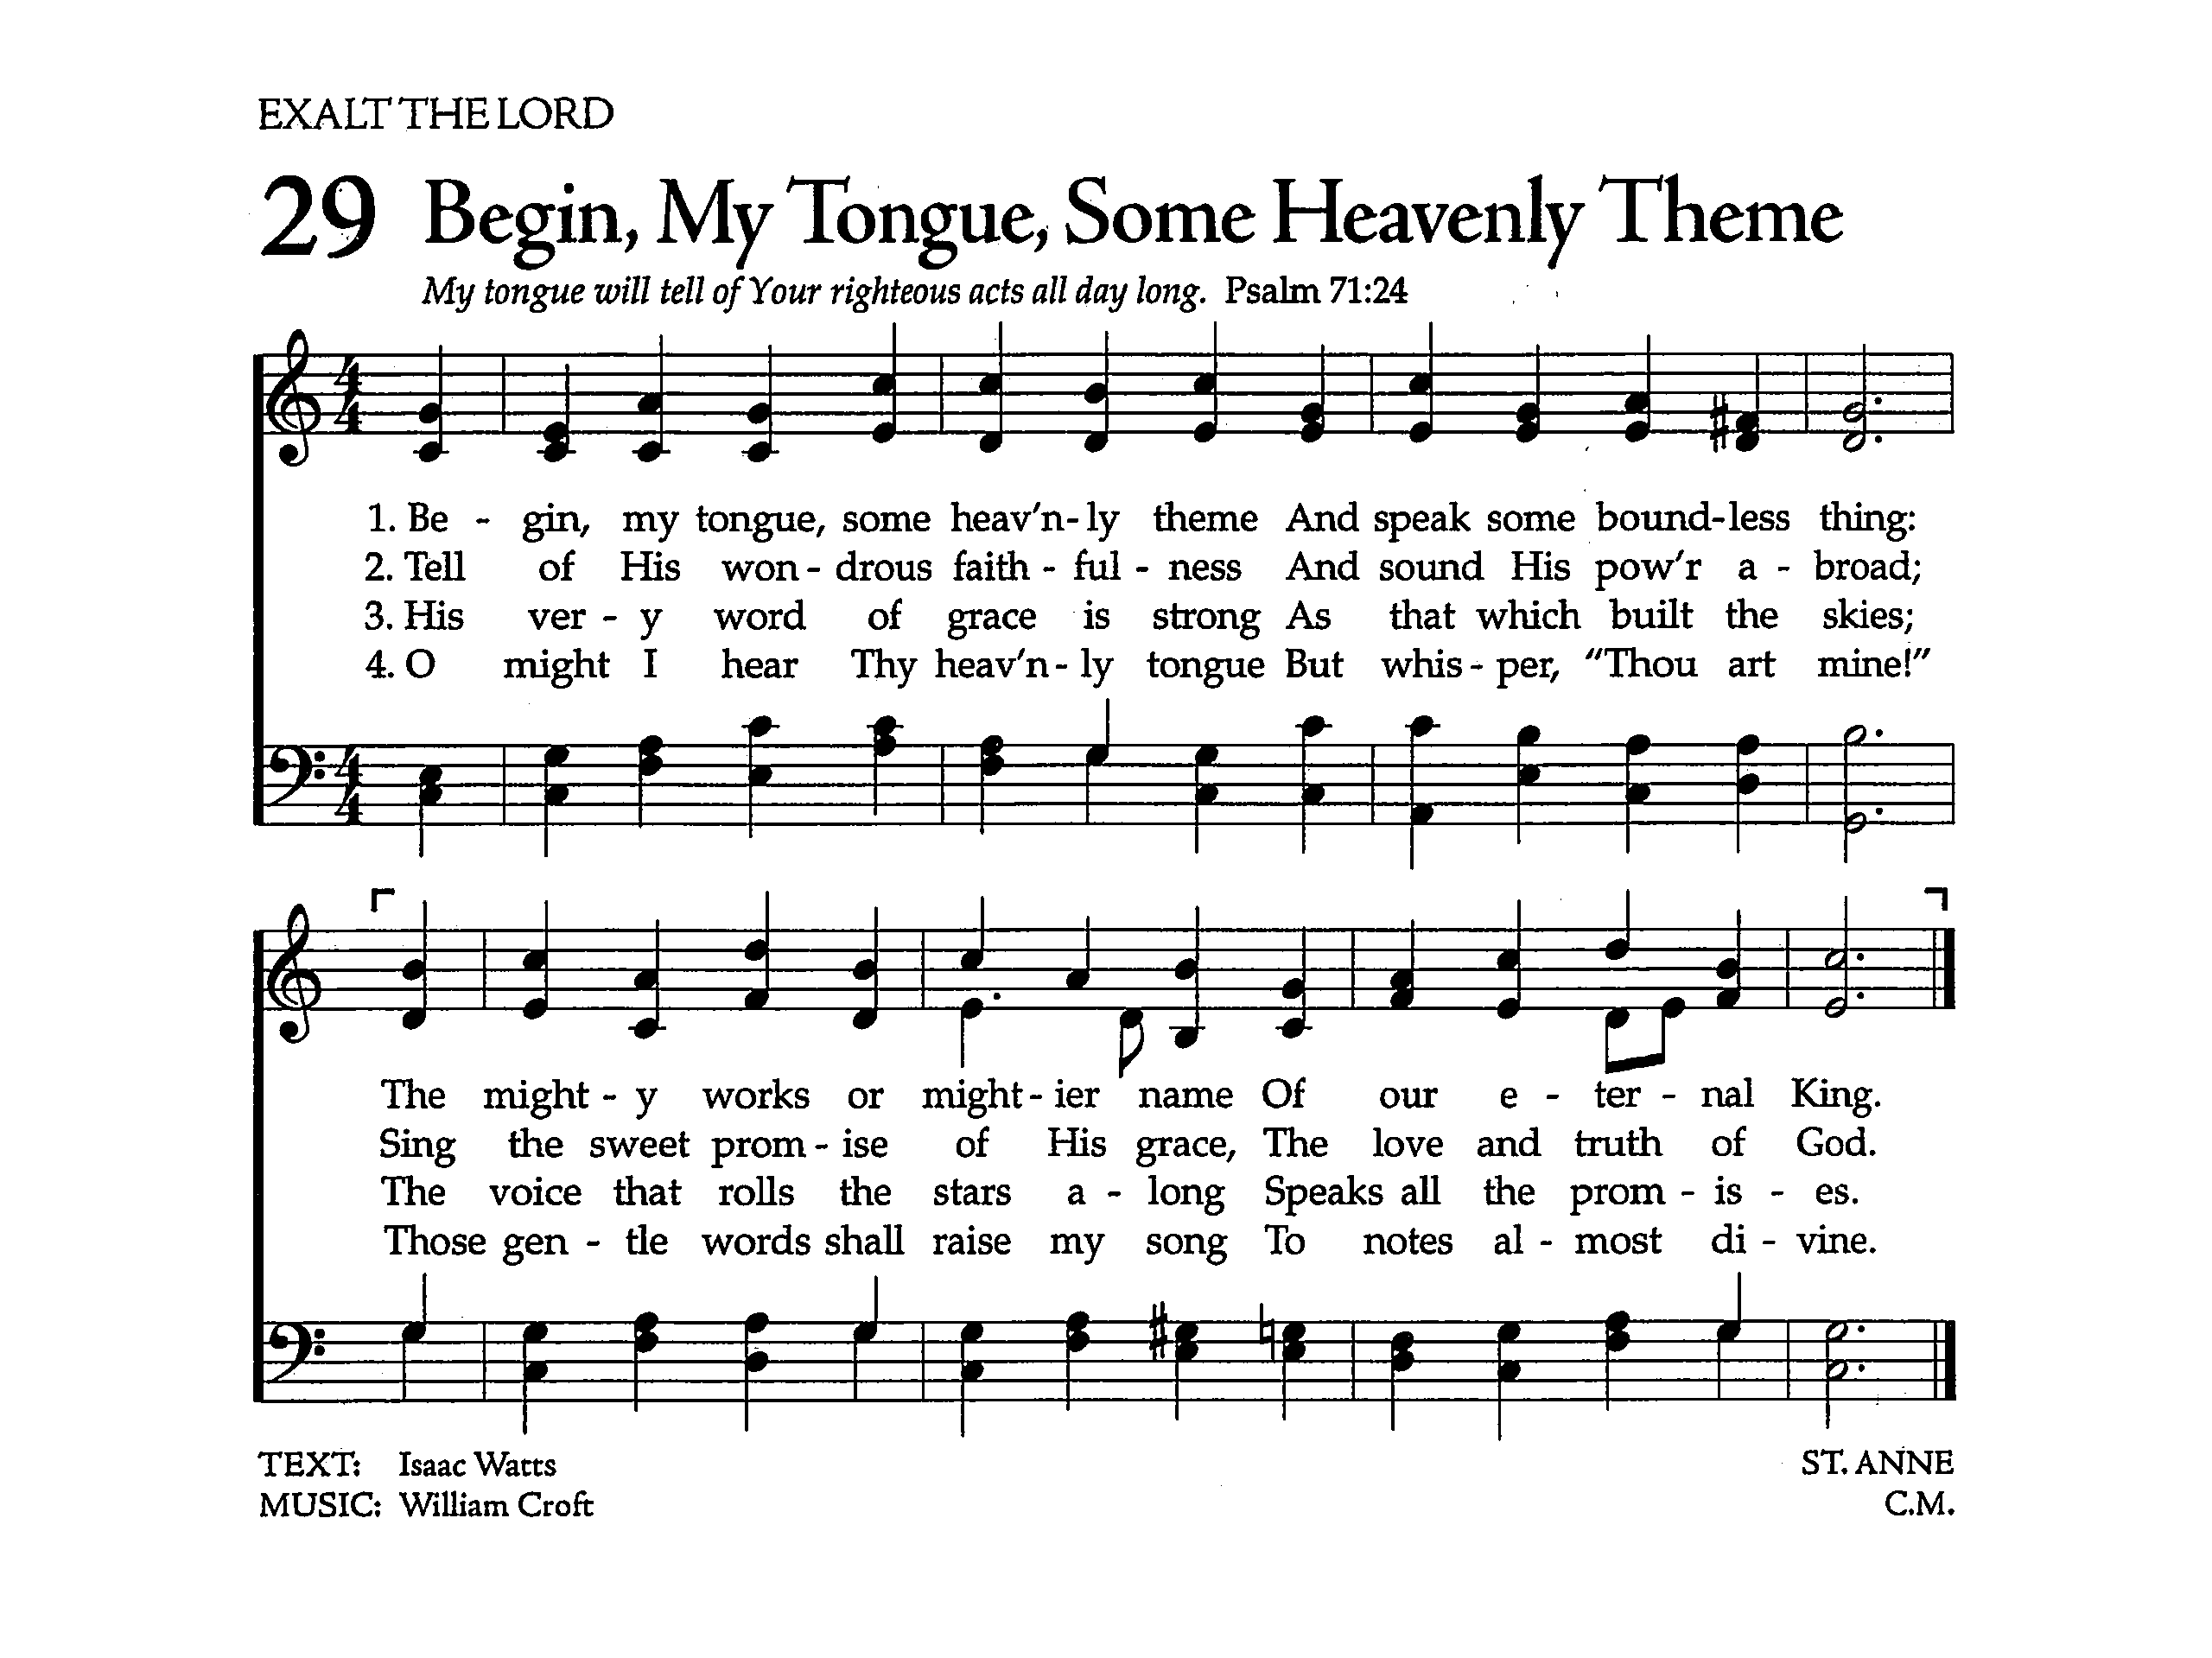 EXALT THE LORD
29 Begin, My Tongue, Some Heavenly Theme
My tongue will tell of Your righteous acts all day long. Psalm 71:24
1. Be - gin, my tongue, some heav'n-ly theme And speak some bound-less thing:
2. Tell of His won - drous faith - ful - ness And sound His pow'r a - broad;
3. His ver - y word of grace is strong As that which built the skies;
4. O might I hear Thy heav'n-ly tongue But whis - per, "Thou art mine!"
The might - y works or might-ier name Of our e - ter - nal King.
Sing the sweet prom - ise of His grace, The love and truth of God.
The voice that rolls the stars a - long Speaks all the prom - is - es.
Those gen - tle words shall raise my song To notes al - most di - vine.
TEXT: Isaac Watts
ST. ANNE
MUSIC: William Croft
C.M.